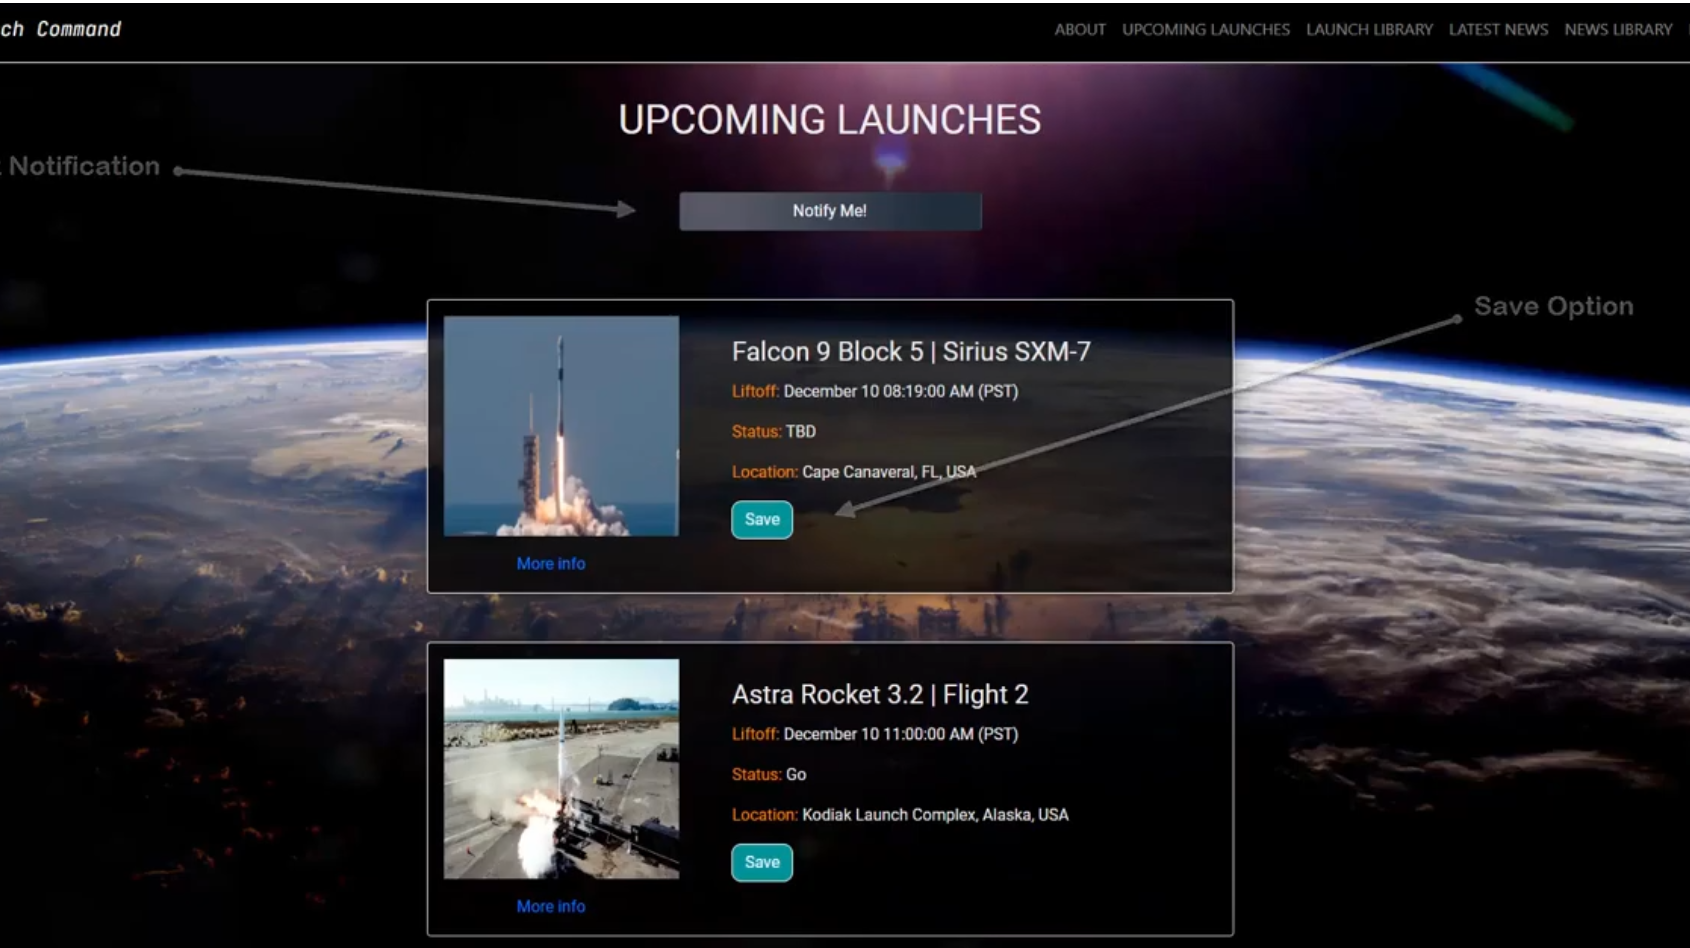 ch Command
ABOUT UPCOMING LAUNCHES LAUNCH LIBRARY LATEST NEWS NEWS LIBRARY
UPCOMING LAUNCHES
Notification
Notify Me!
Save Option
Falcon 9 Block 5 | Sirius SXM-7
Liftoff: December 10 08:19:00 AM (PST)
Status: TBD
Location: Cape Canaveral, FL, USA
Save
More info
Astra Rocket 3.2 | Flight 2
Liftoff: December 10 11:00:00 AM (PST)
Status: Go
Location: Kodiak Launch Complex, Alaska, USA
Save
More info